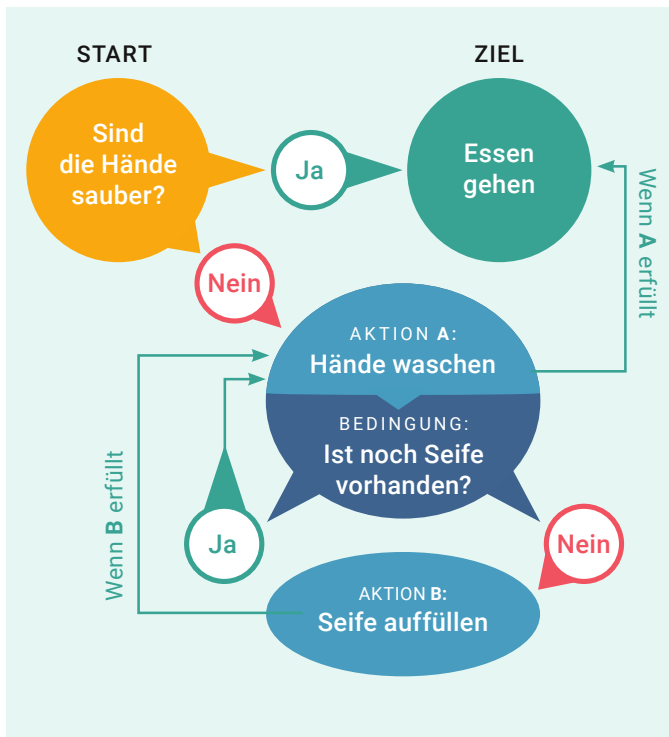 START
ZIEL
Sind
die Hände
sauber?
Ja
Essen
gehen
Nein
Wenn A erfüllt
AKTION A:
Hände waschen
BEDINGUNG:
Ist noch Seife
vorhanden?
Ja
Nein
Wenn B erfüllt
AKTION B:
Seife auffüllen